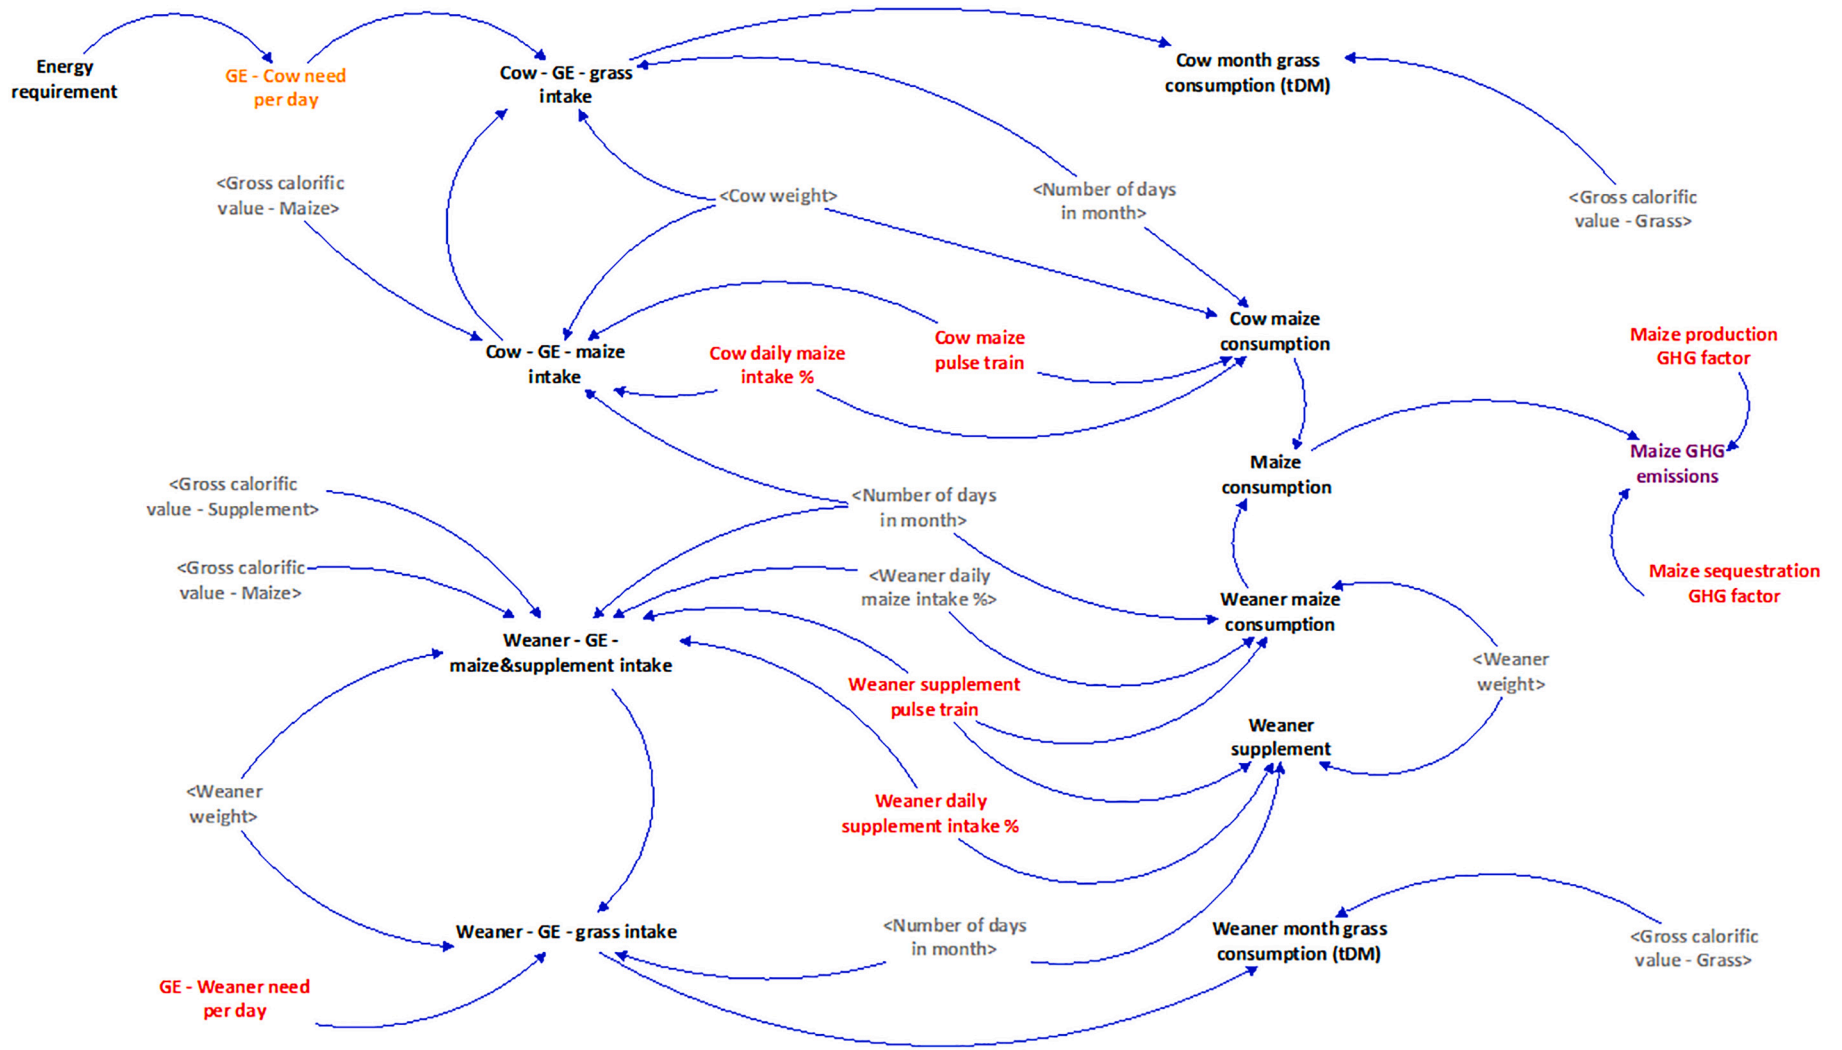 Energy
requirement
GE - Cow need
per day
Cow - GE - grass
intake
Cow month grass
consumption (tDM)
<Gross calorific
value - Maize>
<Cow weight>
<Number of days
in month>
<Gross calorific
value - Grass>
Cow - GE - maize
intake
Cow daily maize
intake %
Cow maize
pulse train
Cow maize
consumption
Maize production
GHG factor
Maize
consumption
Maize GHG
emissions
<Gross calorific
value - Supplement>
<Number of days
in month>
<Gross calorific
value - Maize>
<Weaner daily
maize intake %>
Weaner maize
consumption
Maize sequestration
GHG factor
Weaner - GE -
maize&supplement intake
Weaner supplement
pulse train
<Weaner
weight>
Weaner
supplement
<Weaner
weight>
Weaner daily
supplement intake %
Weaner - GE - grass intake
<Number of days
in month>
Weaner month grass
consumption (tDM)
<Gross calorific
value - Grass>
GE - Weaner need
per day